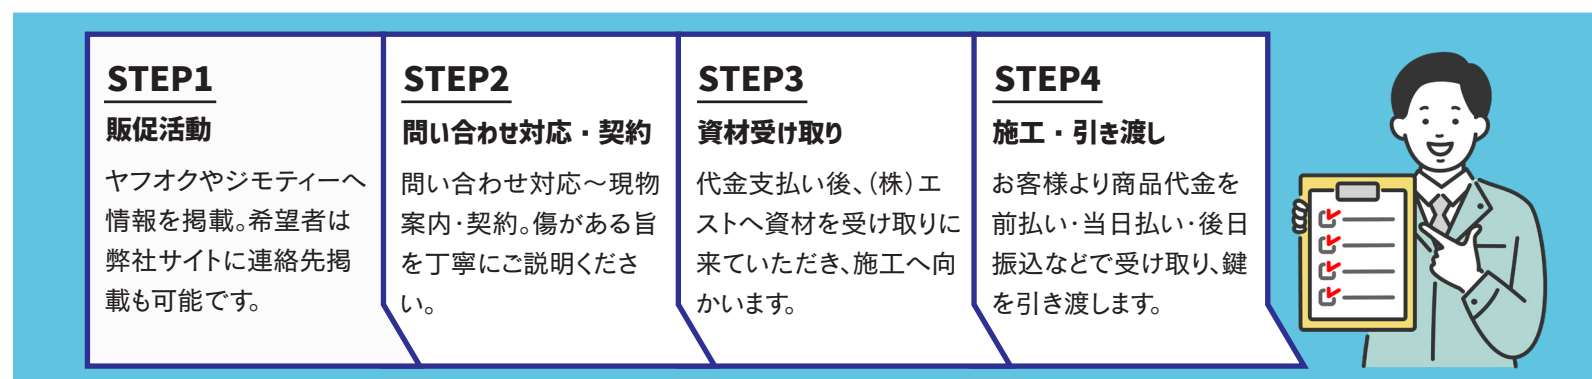 STEP1
販促活動
ヤフオクやジモティーへ
情報を掲載。希望者は
弊社サイトに連絡先掲
載も可能です。
STEP2
問い合わせ対応・契約
問い合わせ対応〜現物
案内・契約。傷がある旨
を丁寧にご説明くださ
い。
STEP3
資材受け取り
代金支払い後、(株)エ
ストへ資材を受け取りに
来ていただき、施工へ向
かいます。
STEP4
施工・引き渡し
お客様より商品代金を
前払い・当日払い・後日
振込などで受け取り、鍵
を引き渡します。